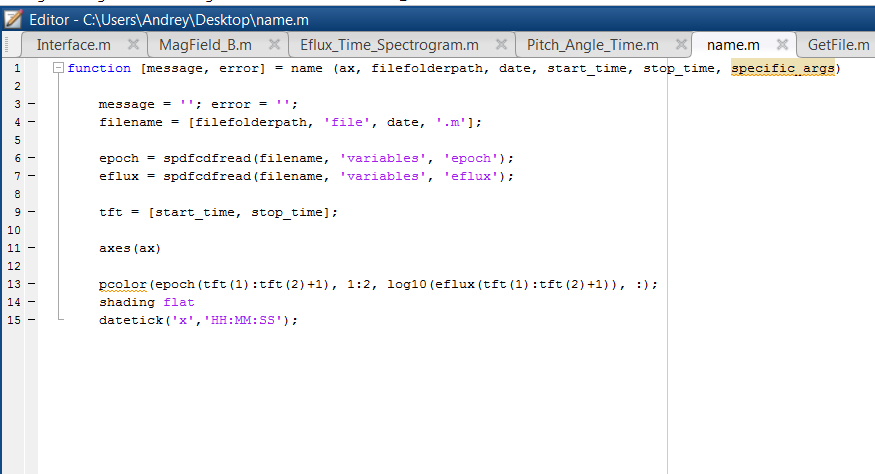 Editor - C:\Users\Andrey\Desktop\name.m
Interface.m MagField_B.m Eflux_Time_Spectrogram.m Pitch_Angle_Time.m name.m GetFile.m
1 function [message, error] = name (ax, filefolderpath, date, start_time, stop_time, specific_args)
2
3 message = ''; error = '';
4 filename = [filefolderpath, 'file', date, '.m'];
5
6 epoch = spdfcdfread(filename, 'variables', 'epoch');
7 eflux = spdfcdfread(filename, 'variables', 'eflux');
8
9 tft = [start_time, stop_time];
10
11 axes(ax)
12
13 pcolor(epoch(tft(1):tft(2)+1), 1:2, log10(eflux(tft(1):tft(2)+1)), :);
14 shading flat
15 datetick('x','HH:MM:SS');